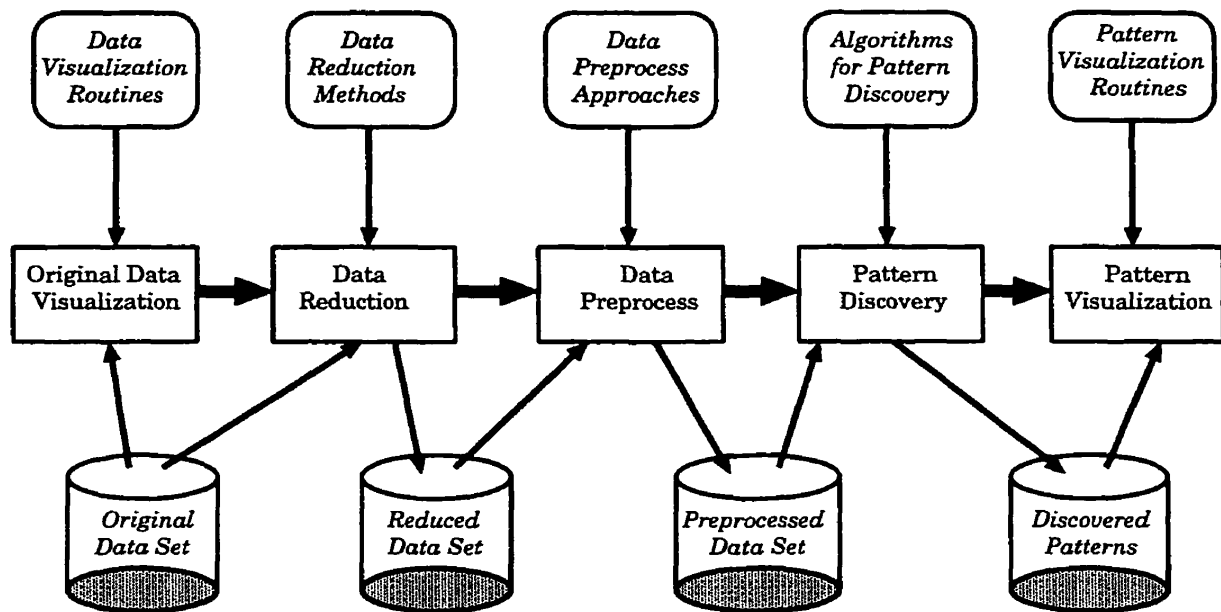 Data
Visualization
Routines
Data
Reduction
Methods
Data
Preprocess
Approaches
Algorithms
for Pattern
Discovery
Pattern
Visualization
Routines
Original Data
Visualization
Data
Reduction
Data
Preprocess
Pattern
Discovery
Pattern
Visualization
Original
Data Set
Reduced
Data Set
Preprocessed
Data Set
Discovered
Patterns